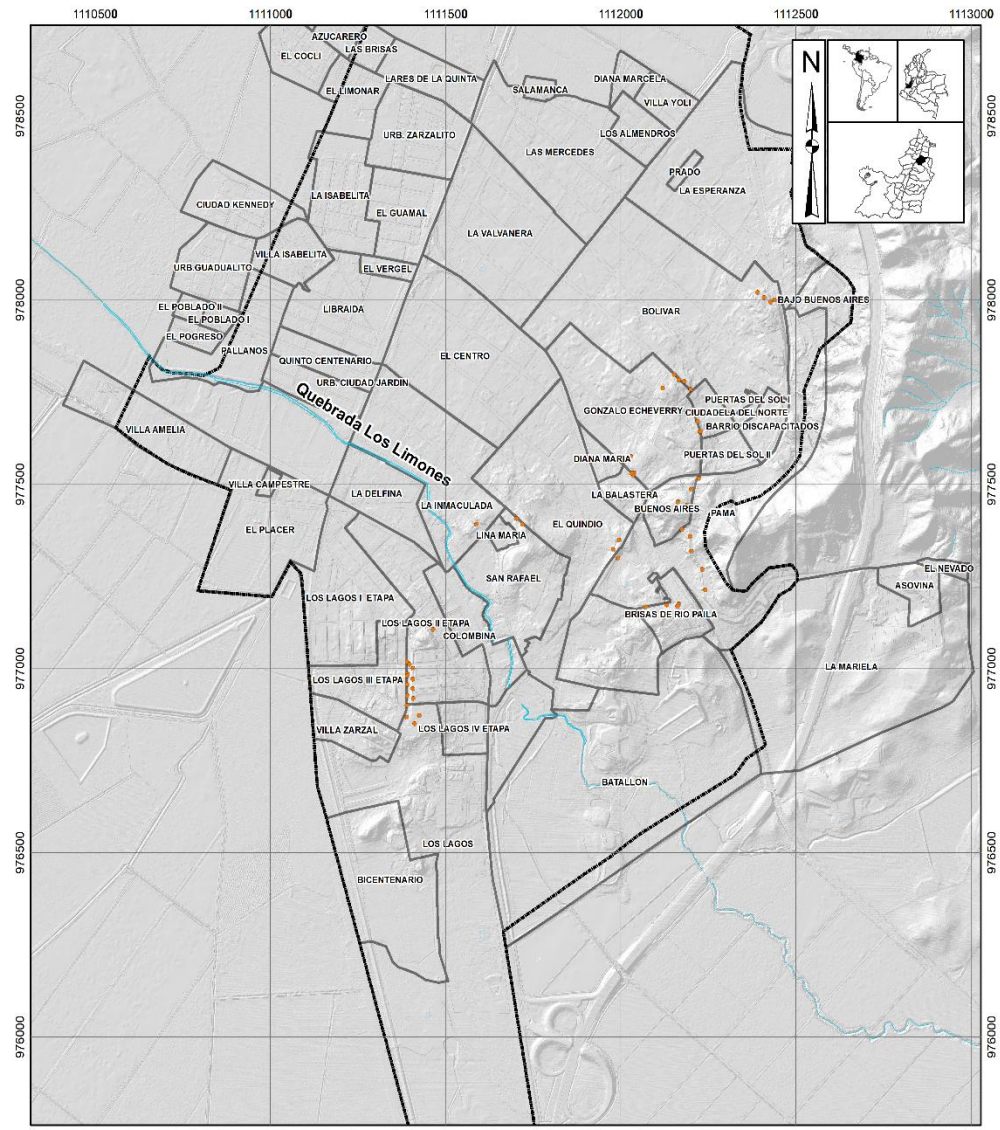 1110500
1111000
1111500
1112000
1112500
1113000
978500
978000
977500
977000
976500
976000
978500
978000
977500
977000
976500
976000
N
AZUCARERO
EL COCLI
LAS BRISAS
EL LIMONAR
LARES DE LA QUINTA
SALAMANCA
DIANA MARCELA
VILLA YOLI
URB. ZARZALITO
LOS ALMENDROS
LAS MERCEDES
PRADO
LA ESPERANZA
LA ISABELITA
CIUDAD KENNEDY
EL GUAMAL
LA VALVANERA
VILLA ISABELITA
URB.GUADUALITO
EL VERGEL
EL POBLADO II
EL POBLADO I
LIBRAIDA
BOLIVAR
BAJO BUENOS AIRES
EL POGRESO
PALLANOS
QUINTO CENTENARIO
EL CENTRO
URB. CIUDAD JARDIN
Quebrada Los Limones
PUERTAS DEL SOL I
GONZALO ECHEVERRY
CIUDADELA DEL NORTE
BARRIO DISCAPACITADOS
VILLA AMELIA
DIANA MARIA
PUERTAS DEL SOL II
VILLA CAMPESTRE
LA DELFINA
LA BALASTERA
LA INMACULADA
BUENOS AIRES
PAMA
EL PLACER
EL QUINDIO
LINA MARIA
SAN RAFAEL
EL NEVADO
ASOVINA
LOS LAGOS I ETAPA
LOS LAGOS II ETAPA
COLOMBINA
BRISAS DE RIO PAILA
LA MARIELA
LOS LAGOS III ETAPA
VILLA ZARZAL
LOS LAGOS IV ETAPA
BATALLON
LOS LAGOS
BICENTENARIO